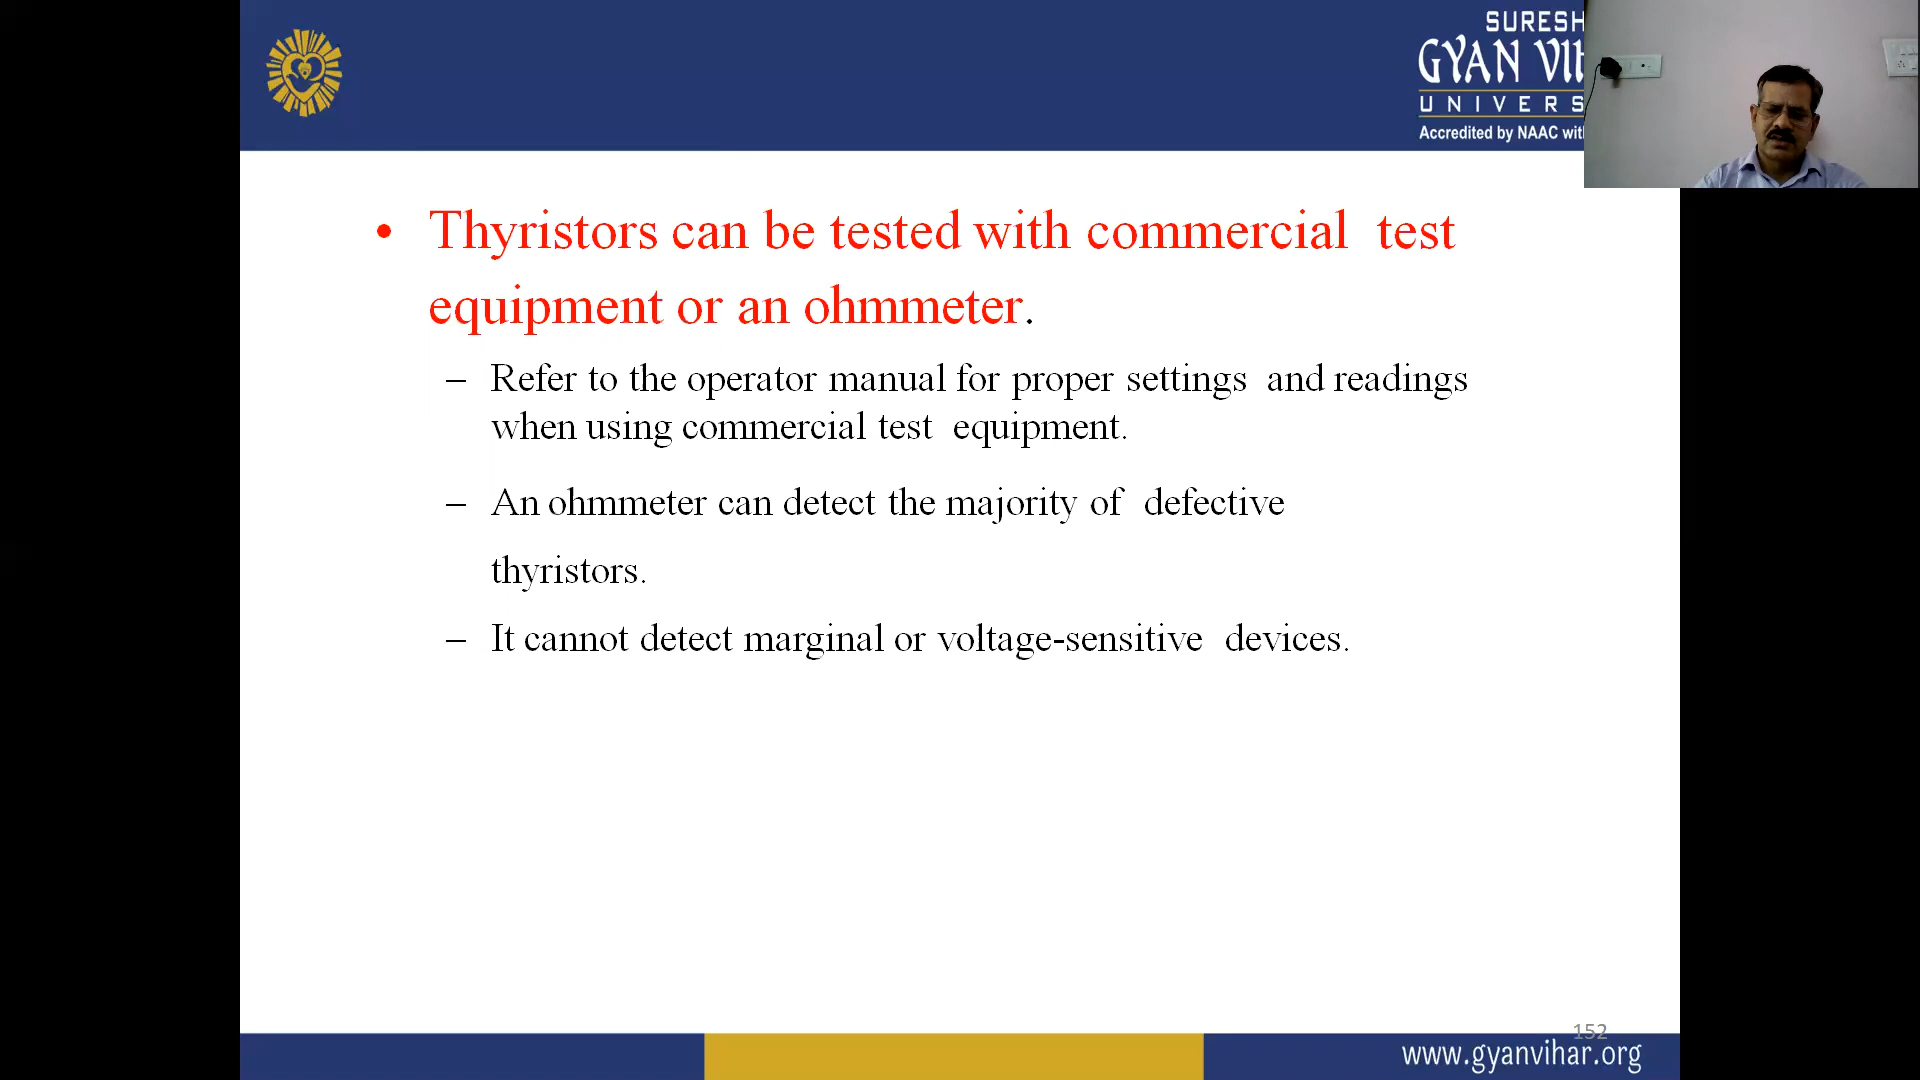 SURESH
GYAN VIH
UNIVERS
Accredited by NAAC wit
• Thyristors can be tested with commercial test
equipment or an ohmmeter.
– Refer to the operator manual for proper settings and readings
when using commercial test equipment.
– An ohmmeter can detect the majority of defective
thyristors.
– It cannot detect marginal or voltage-sensitive devices.
152
www.gyanvihar.org